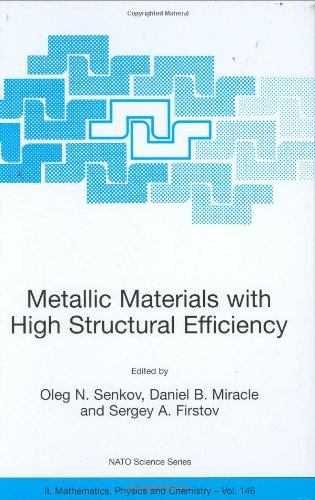 Copyrighted Material
Metallic Materials with
High Structural Efficiency
Edited by
Oleg N. Senkov, Daniel B. Miracle
and Sergey A. Firstov
NATO Science Series
II. Mathematics, Physics and Chemistry – Vol. 146